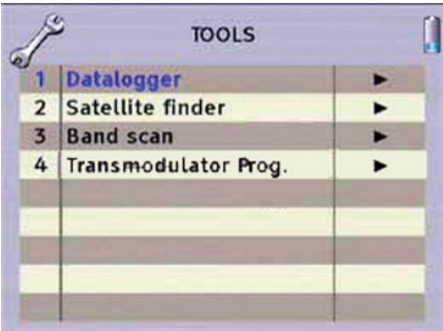 TOOLS
1 Datalogger ►
2 Satellite finder ►
3 Band scan ►
4 Transmodulator Prog. ►